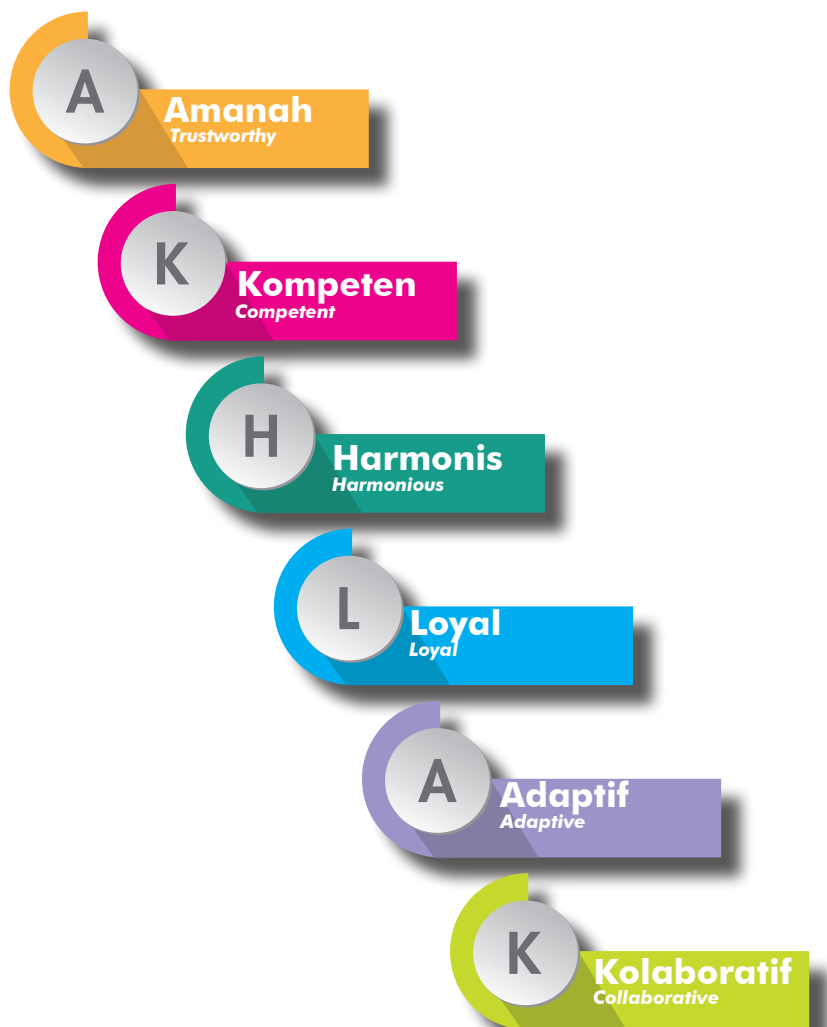 A
Amanah
Trustworthy
K
Kompeten
Competent
H
Harmonis
Harmonious
L
Loyal
Loyal
A
Adaptif
Adaptive
K
Kolaboratif
Collaborative